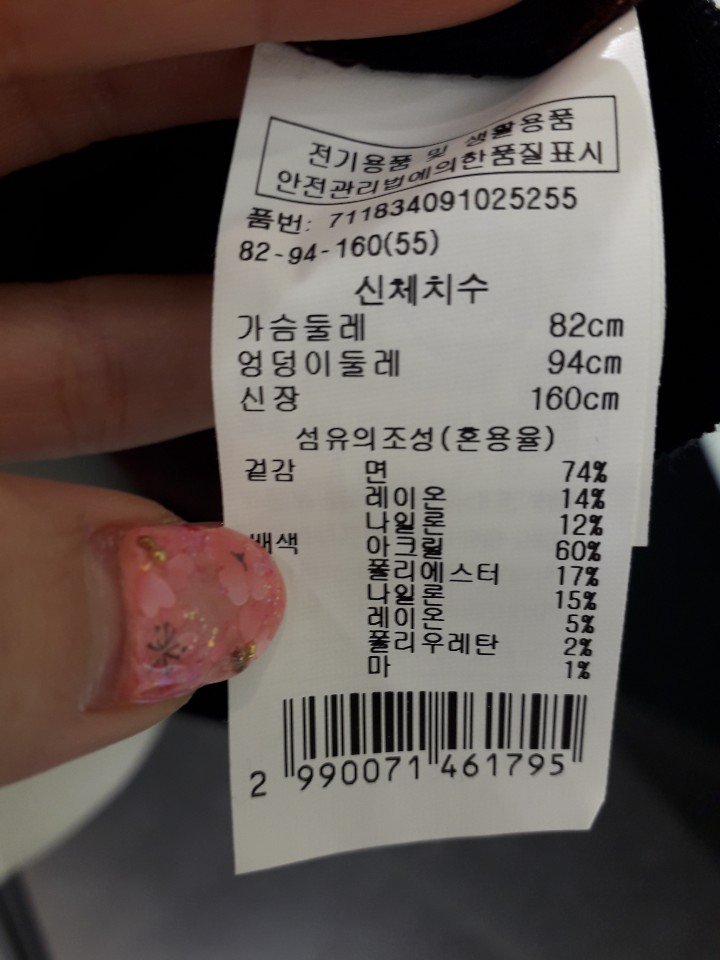 전기용품 및 생활용품
안전관리법에의한품질표시
품번: 711834091025255
82-94-160(55)
신체치수
가슴둘레 82cm
엉덩이둘레 94cm
신장 160cm
섬유의조성(혼용율)
겉감 면 74%
레이온 14%
나일론 12%
배색 아크릴 60%
폴리에스터 17%
나일론 15%
레이온 5%
폴리우레탄 2%
마 1%
2 990071 461795